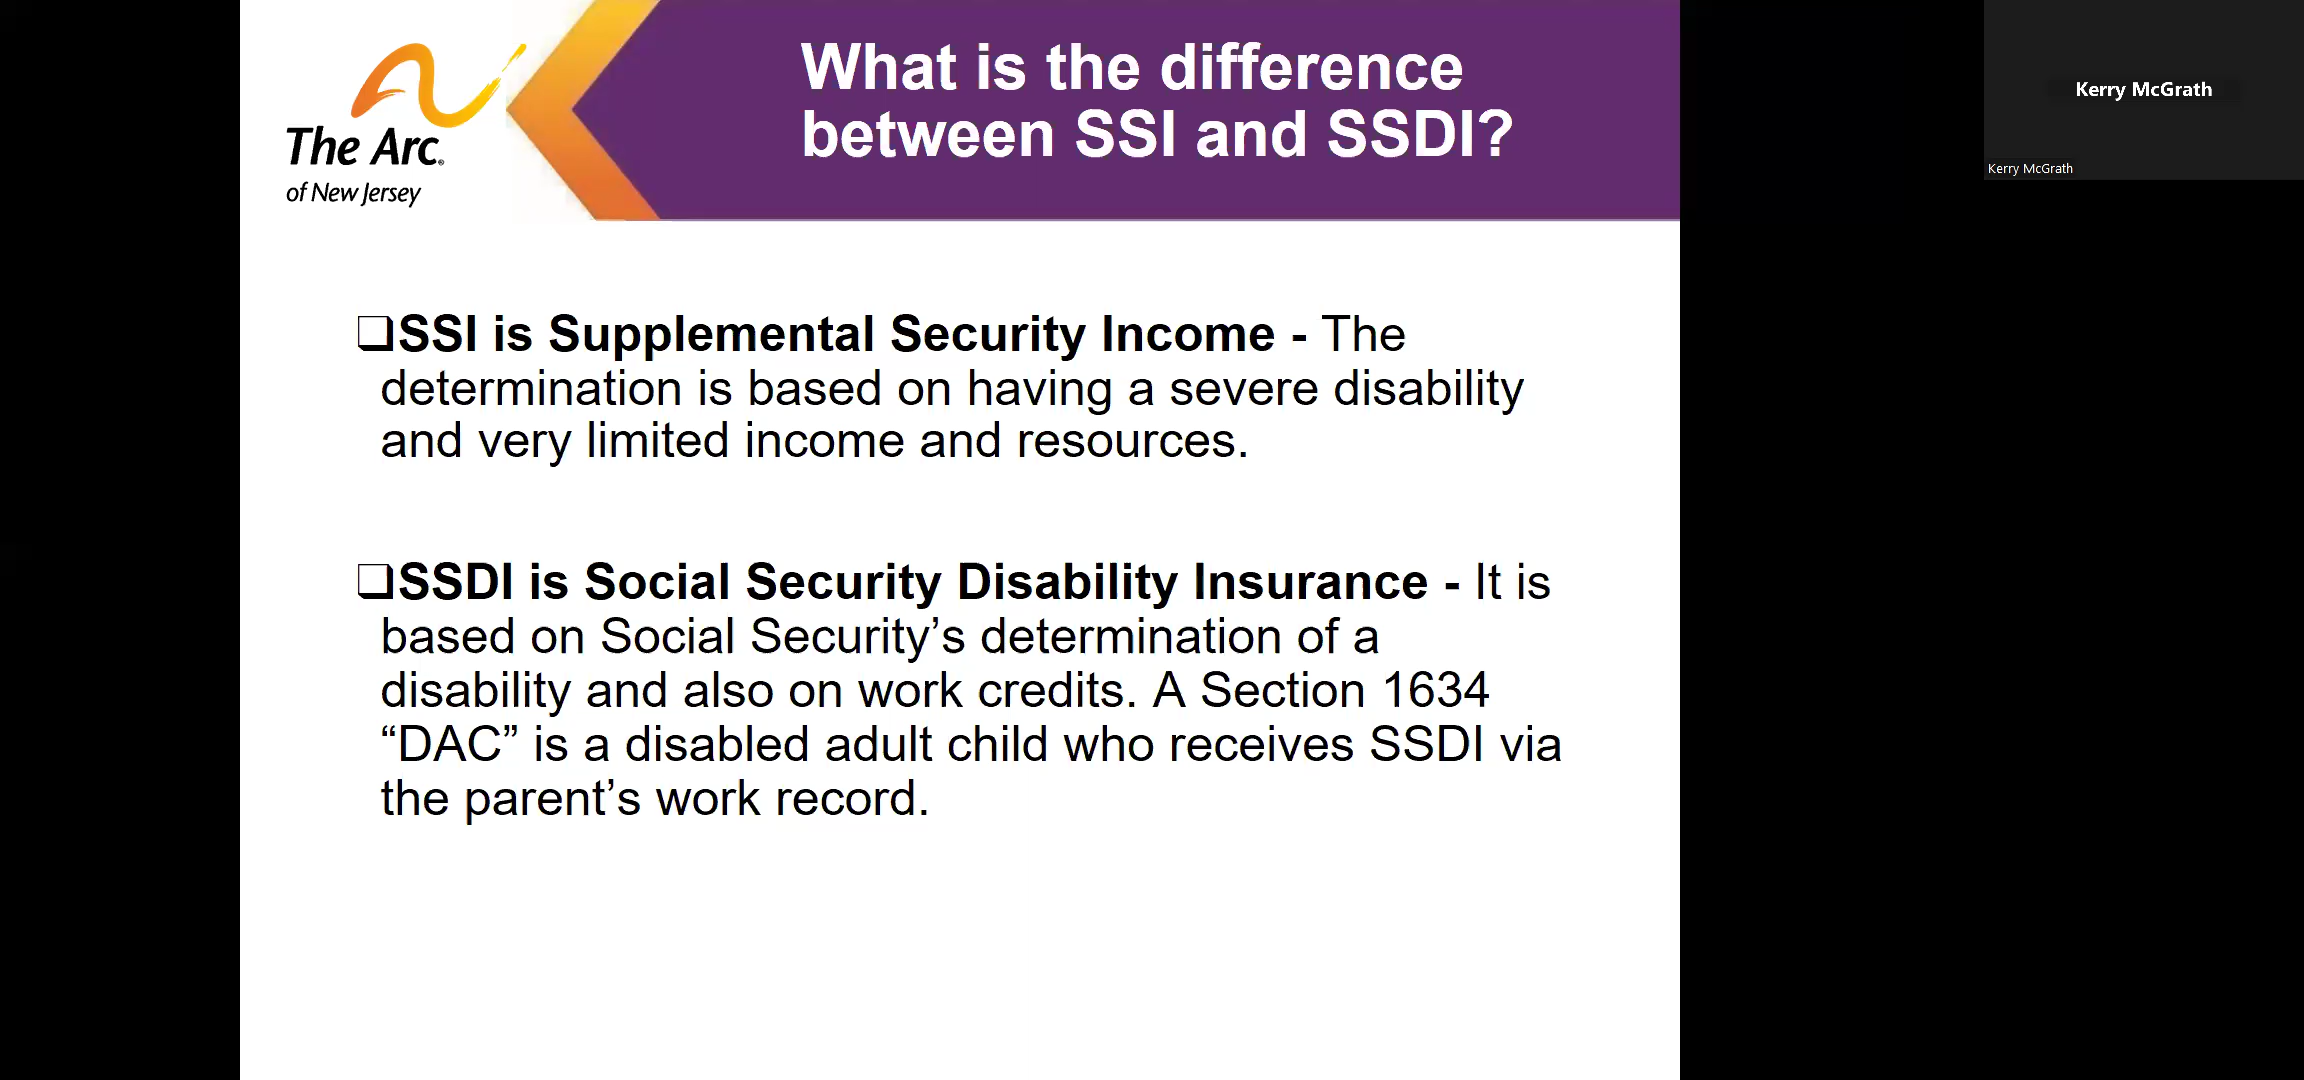 The Arc®
of New Jersey
What is the difference
between SSI and SSDI?
Kerry McGrath
Kerry McGrath
❑SSI is Supplemental Security Income - The
determination is based on having a severe disability
and very limited income and resources.
❑SSDI is Social Security Disability Insurance - It is
based on Social Security’s determination of a
disability and also on work credits. A Section 1634
“DAC” is a disabled adult child who receives SSDI via
the parent’s work record.